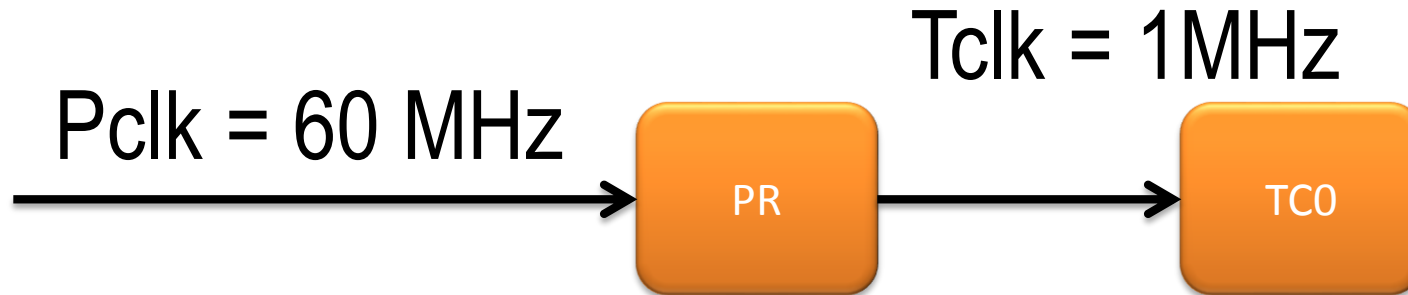 Tclk = 1MHz
Pclk = 60 MHz
PR
TC0